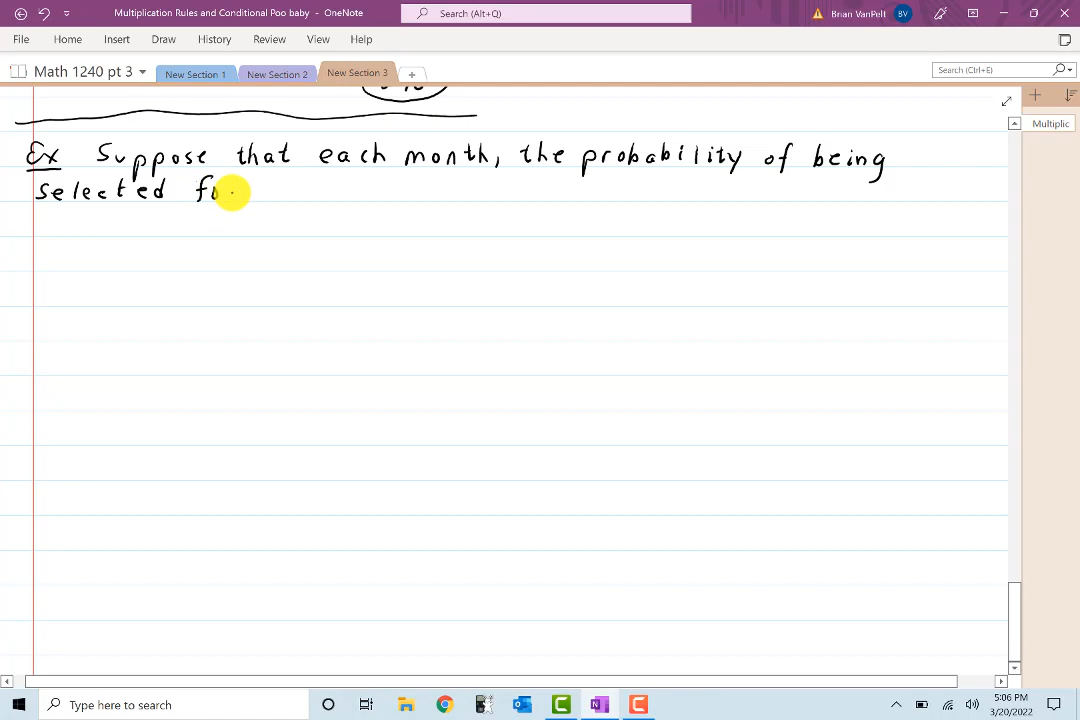 Multiplication Rules and Conditional Poo baby - OneNote
Search (Alt+Q)
Brian VanPelt
BV
File Home Insert Draw History Review View Help
Math 1240 pt 3
New Section 1
New Section 2
New Section 3
Search (Ctrl+E)
Multiplic
Ex Suppose that each month, the probability of being
selected fo
Type here to search
5:06 PM
3/20/2022